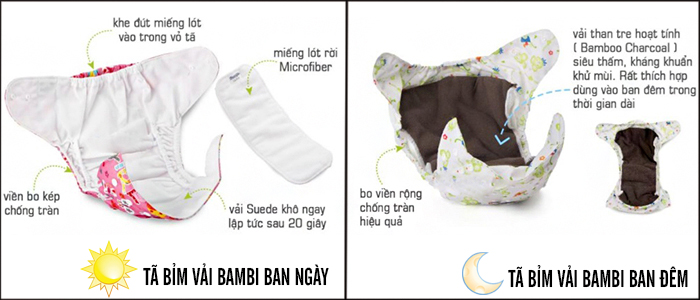 khe đút miếng lót
vào trong vỏ tã
miếng lót rời
Microfiber
viền bo kép
chống tràn
vải Suede khô ngay
lập tức sau 20 giây
TÃ BỈM VẢI BAMBI BAN NGÀY
vải than tre hoạt tính
( Bamboo Charcoal )
siêu thấm, kháng khuẩn
khử mùi. Rất thích hợp
dùng vào ban đêm trong
thời gian dài
bo viền rộng
chống tràn
hiệu quả
TÃ BỈM VẢI BAMBI BAN ĐÊM